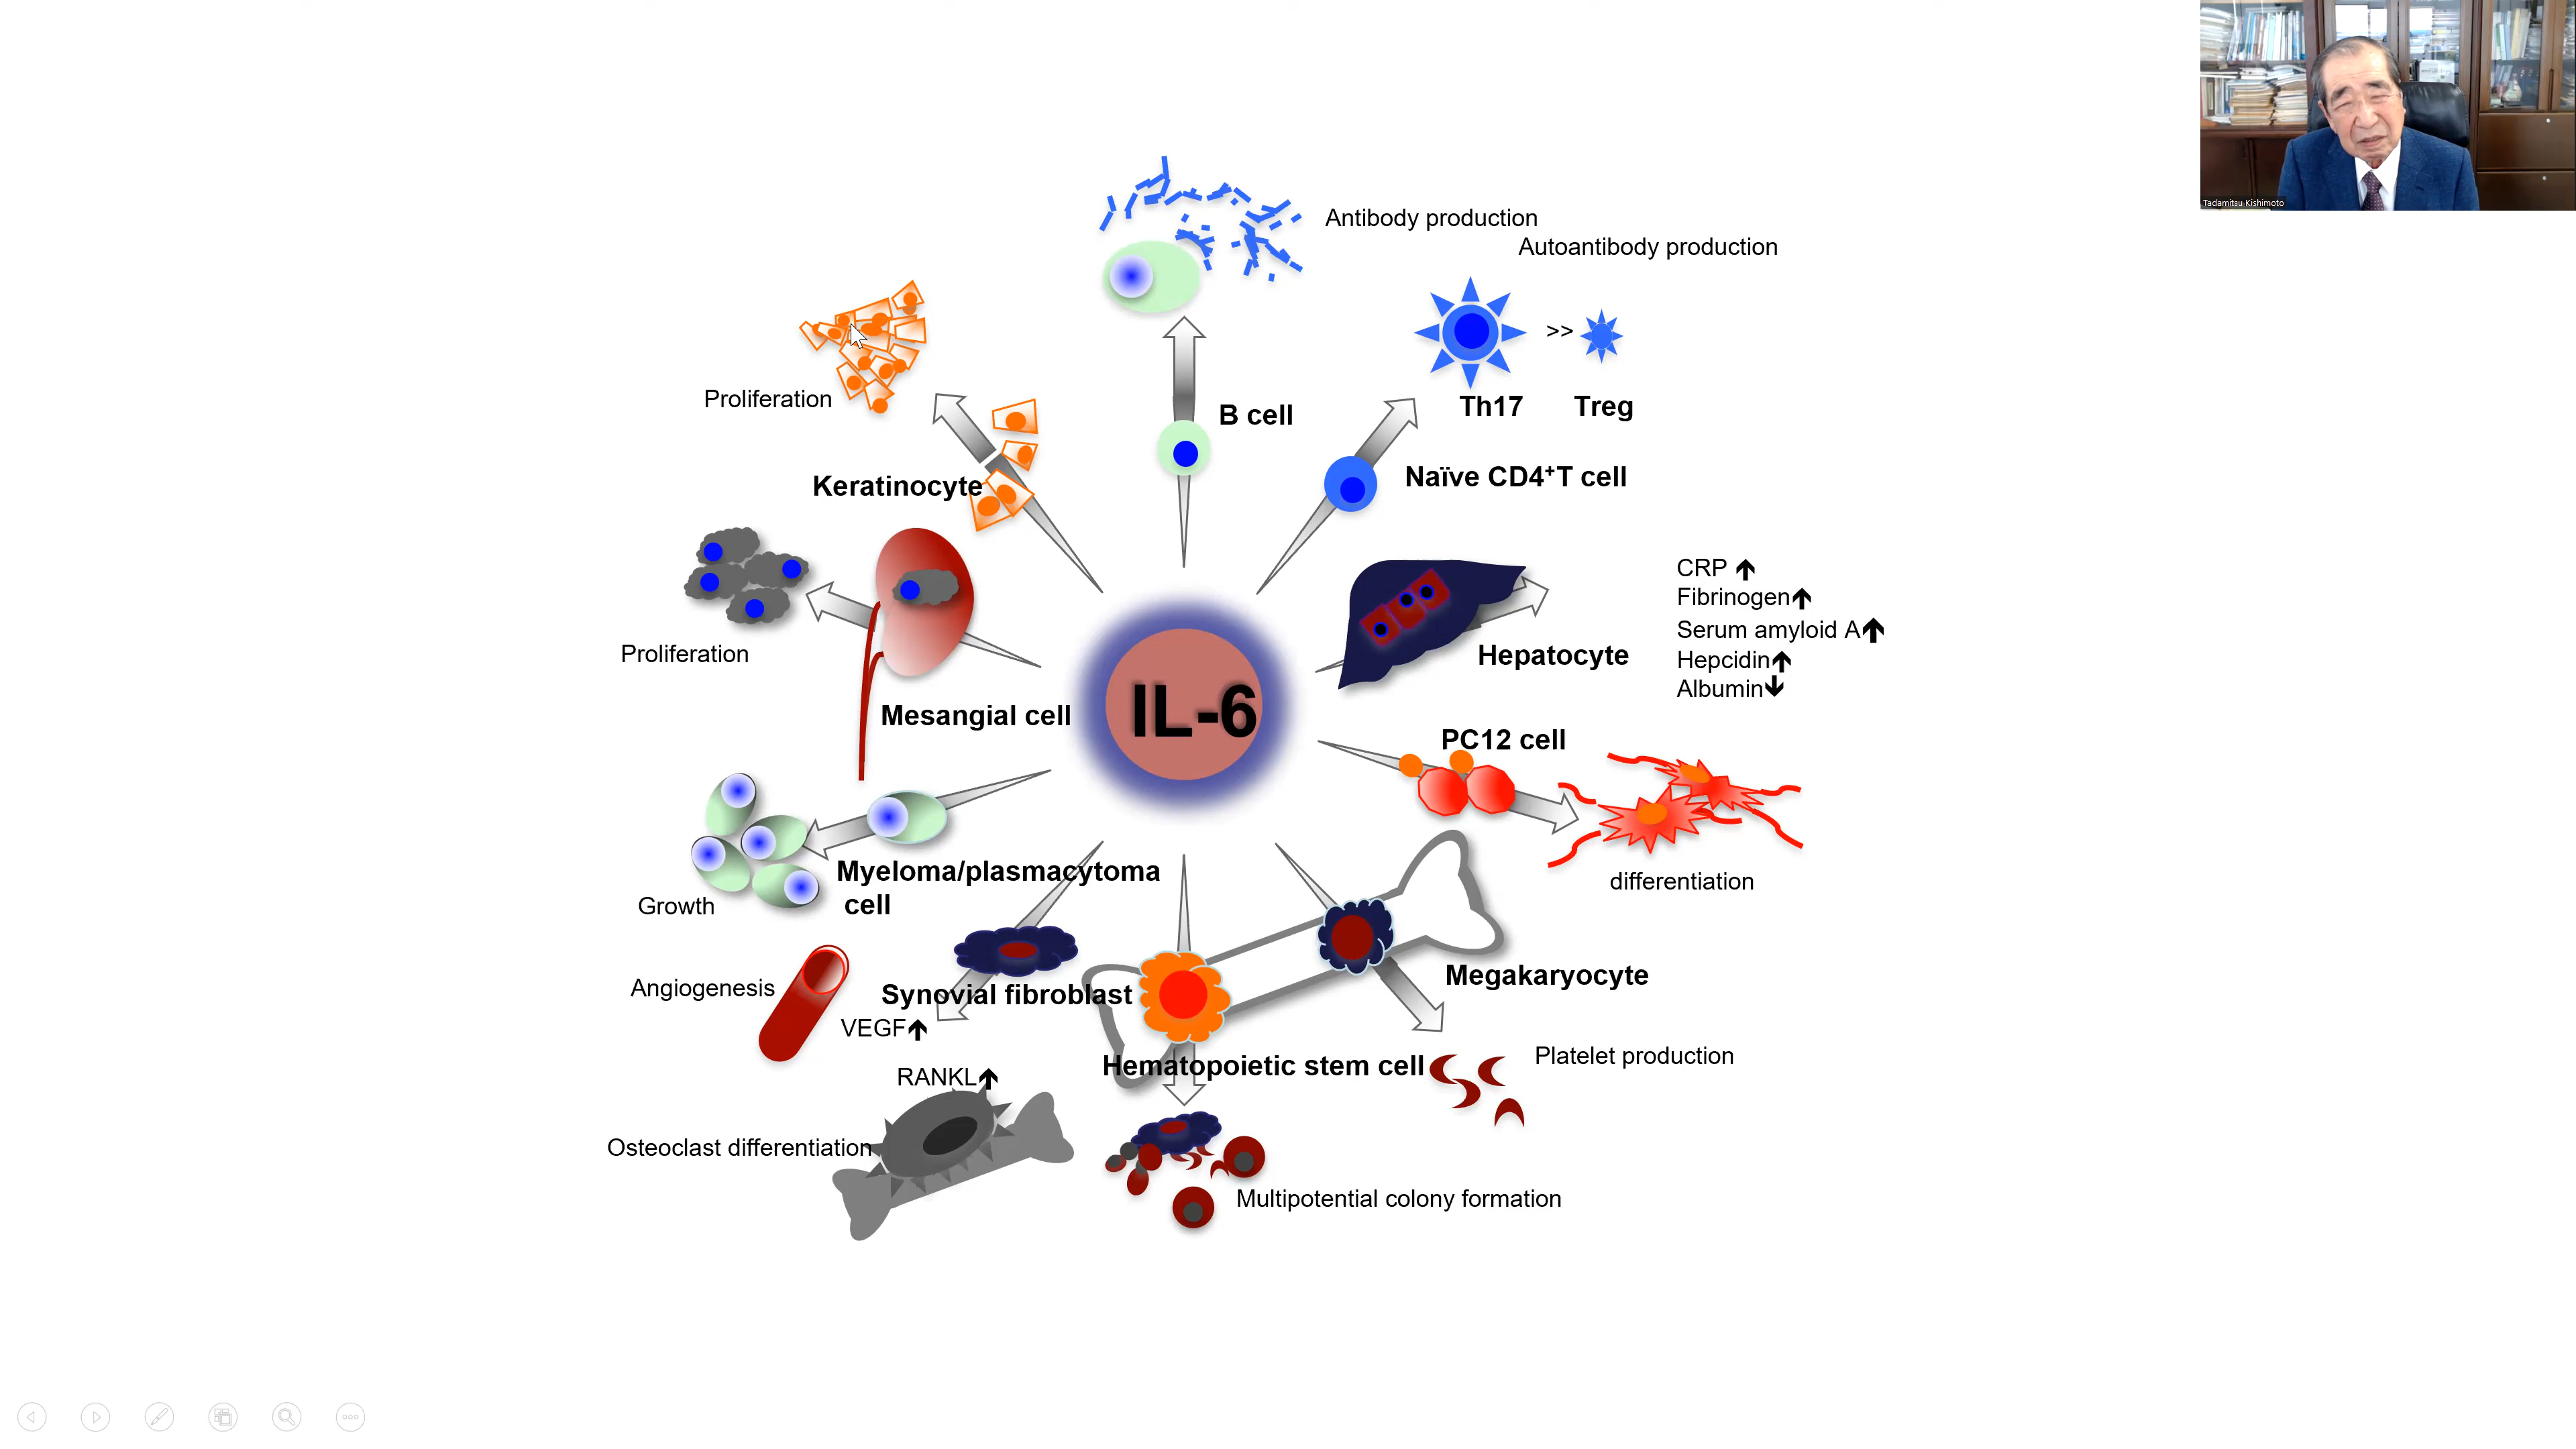 Tadamitsu Kishimoto
Antibody production
Autoantibody production
>>
Th17
Treg
B cell
Naïve CD4⁺T cell
Proliferation
Keratinocyte
CRP
Fibrinogen
Serum amyloid A
Hepcidin
Albumin
Hepatocyte
Proliferation
Mesangial cell
IL-6
PC12 cell
differentiation
Myeloma/plasmacytoma
cell
Growth
Angiogenesis
Synovial fibroblast
VEGF
RANKL
Osteoclast differentiation
Megakaryocyte
Hematopoietic stem cell
Platelet production
Multipotential colony formation